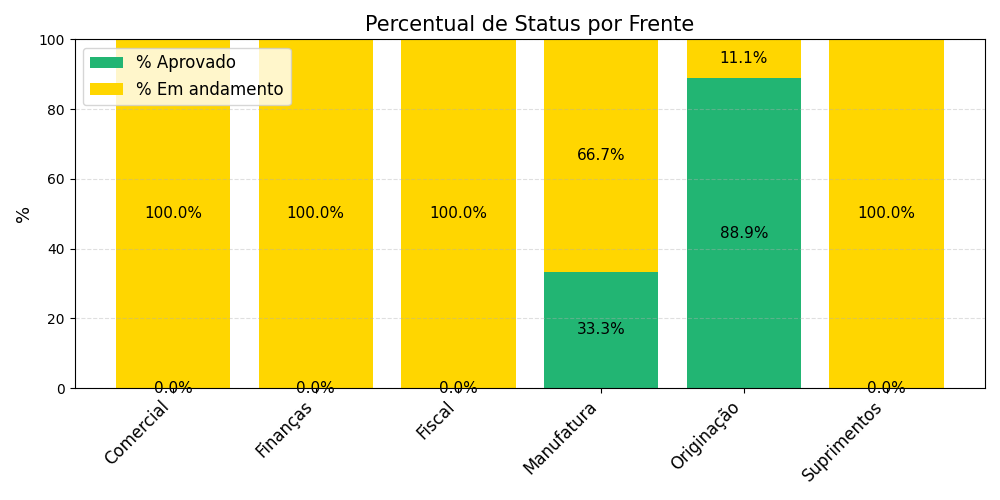 Percentual de Status por Frente
% Aprovado
% Em andamento
%
100
80
60
40
20
0
100.0%
100.0%
100.0%
66.7%
11.1%
100.0%
0.0%
0.0%
0.0%
33.3%
88.9%
0.0%
Comercial
Finanças
Fiscal
Manufatura
Originação
Suprimentos